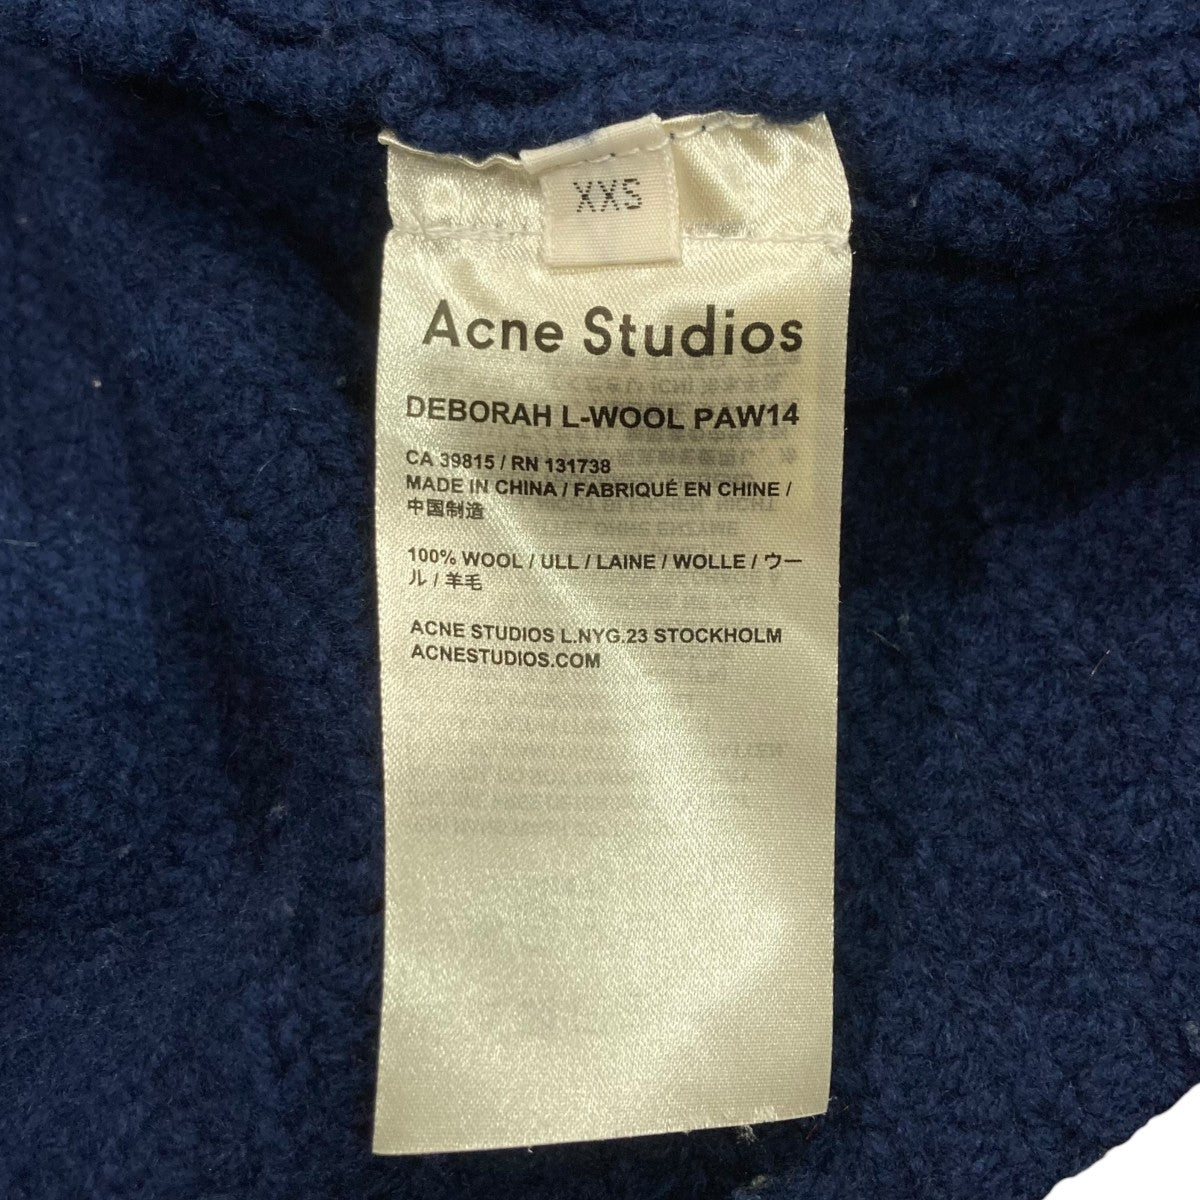 XXS
Acne Studios
DEBORAH L-WOOL PAW14
CA 39815 / RN 131738
MADE IN CHINA / FABRIQUÉ EN CHINE /
中国制造
100% WOOL / ULL / LAINE / WOLLE / ウー
ル / 羊毛
ACNE STUDIOS L.NYG.23 STOCKHOLM
ACNESTUDIOS.COM